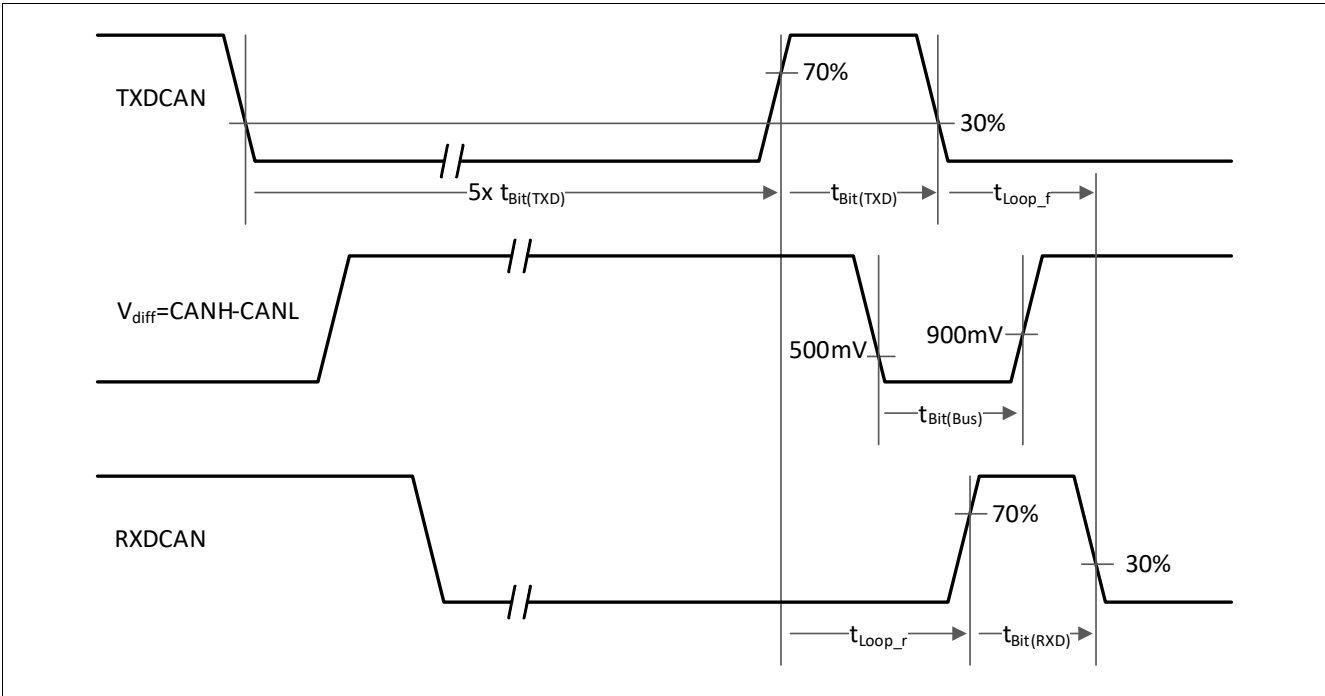 70%
TXDCAN
30%
5x tBit(TXD)
tBit(TXD)
tLoop_f
Vdiff=CANH-CANL
900mV
500mV
tBit(Bus)
70%
RXDCAN
30%
tLoop_r
tBit(RXD)